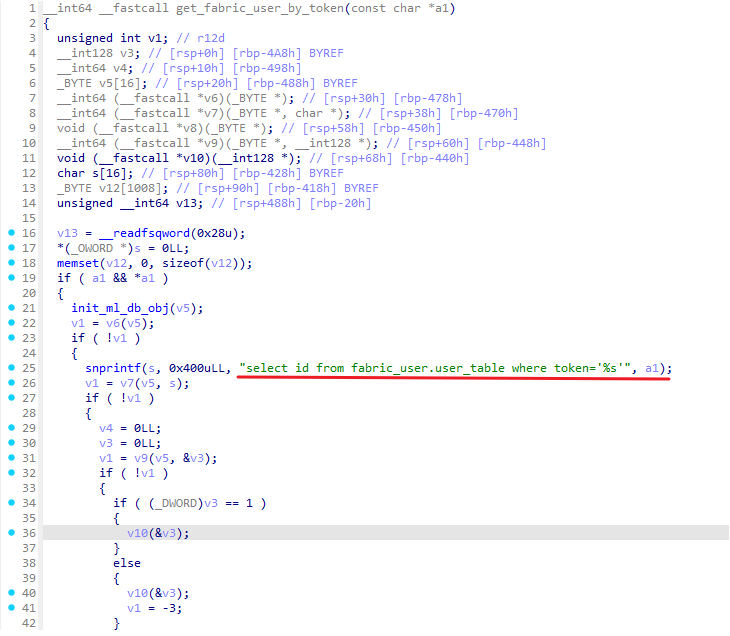 1 __int64 __fastcall get_fabric_user_by_token(const char *a1)
2 {
3 unsigned int v1; // r12d
4 __int128 v3; // [rsp+0h] [rbp-4A8h] BYREF
5 __int64 v4; // [rsp+10h] [rbp-498h]
6 _BYTE v5[16]; // [rsp+20h] [rbp-488h] BYREF
7 __int64 (__fastcall *v6)(_BYTE *); // [rsp+30h] [rbp-478h]
8 __int64 (__fastcall *v7)(_BYTE *, char *); // [rsp+38h] [rbp-470h]
9 void (__fastcall *v8)(_BYTE *); // [rsp+58h] [rbp-450h]
10 __int64 (__fastcall *v9)(_BYTE *, __int128 *); // [rsp+60h] [rbp-448h]
11 void (__fastcall *v10)(__int128 *); // [rsp+68h] [rbp-440h]
12 char s[16]; // [rsp+80h] [rbp-428h] BYREF
13 _BYTE v12[1008]; // [rsp+90h] [rbp-418h] BYREF
14 unsigned __int64 v13; // [rsp+488h] [rbp-20h]
15
16 v13 = __readfsqword(0x28u);
17 *(_OWORD *)s = 0LL;
18 memset(v12, 0, sizeof(v12));
19 if ( a1 && *a1 )
20 {
21 init_ml_db_obj(v5);
22 v1 = v6(v5);
23 if ( !v1 )
24 {
25 snprintf(s, 0x400uLL, "select id from fabric_user.user_table where token='%s'", a1);
26 v1 = v7(v5, s);
27 if ( !v1 )
28 {
29 v4 = 0LL;
30 v3 = 0LL;
31 v1 = v9(v5, &v3);
32 if ( !v1 )
33 {
34 if ( (_DWORD)v3 == 1 )
35 {
36 v10(&v3);
37 }
38 else
39 {
40 v10(&v3);
41 v1 = -3;
42 }